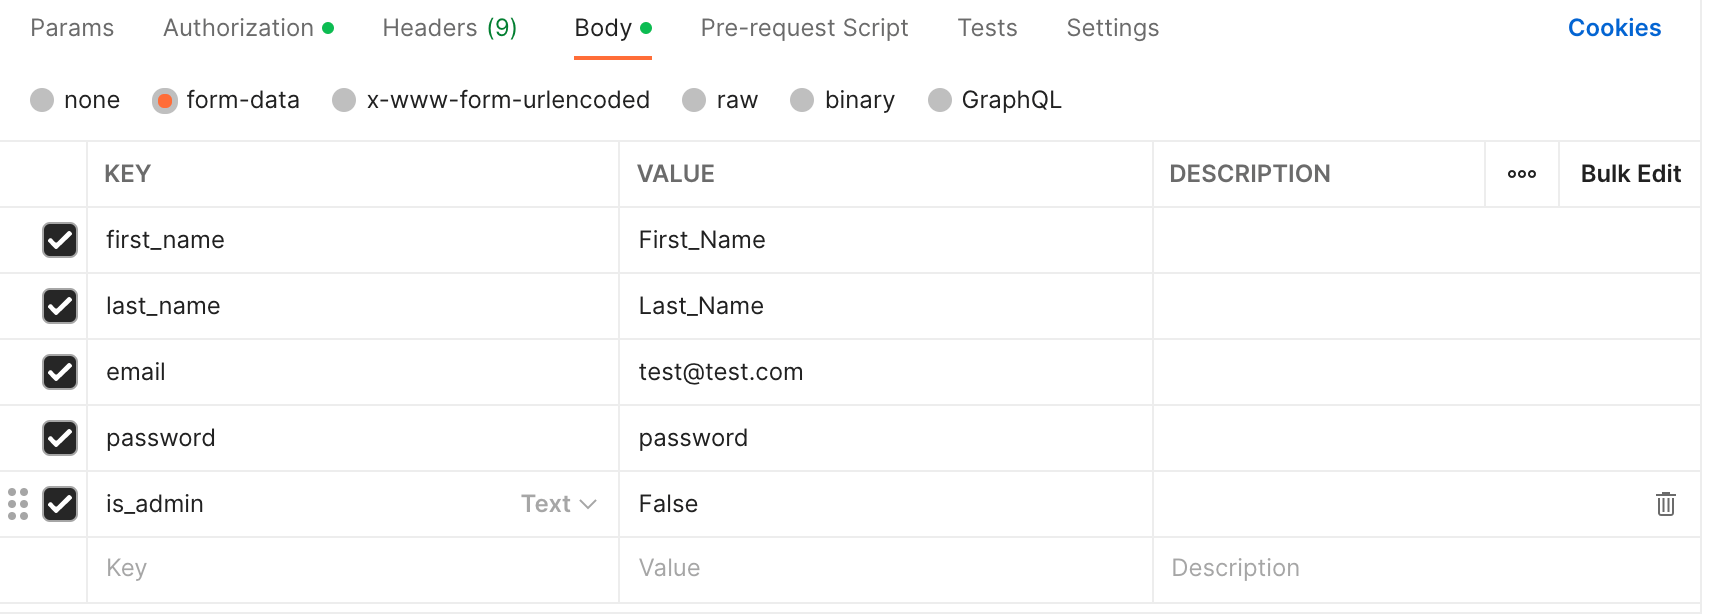 Params Authorization Headers (9) Body Pre-request Script Tests Settings Cookies
none form-data x-www-form-urlencoded raw binary GraphQL
KEY VALUE DESCRIPTION ooo Bulk Edit
first_name First_Name
last_name Last_Name
email test@test.com
password password
is_admin Text False
Key Value Description